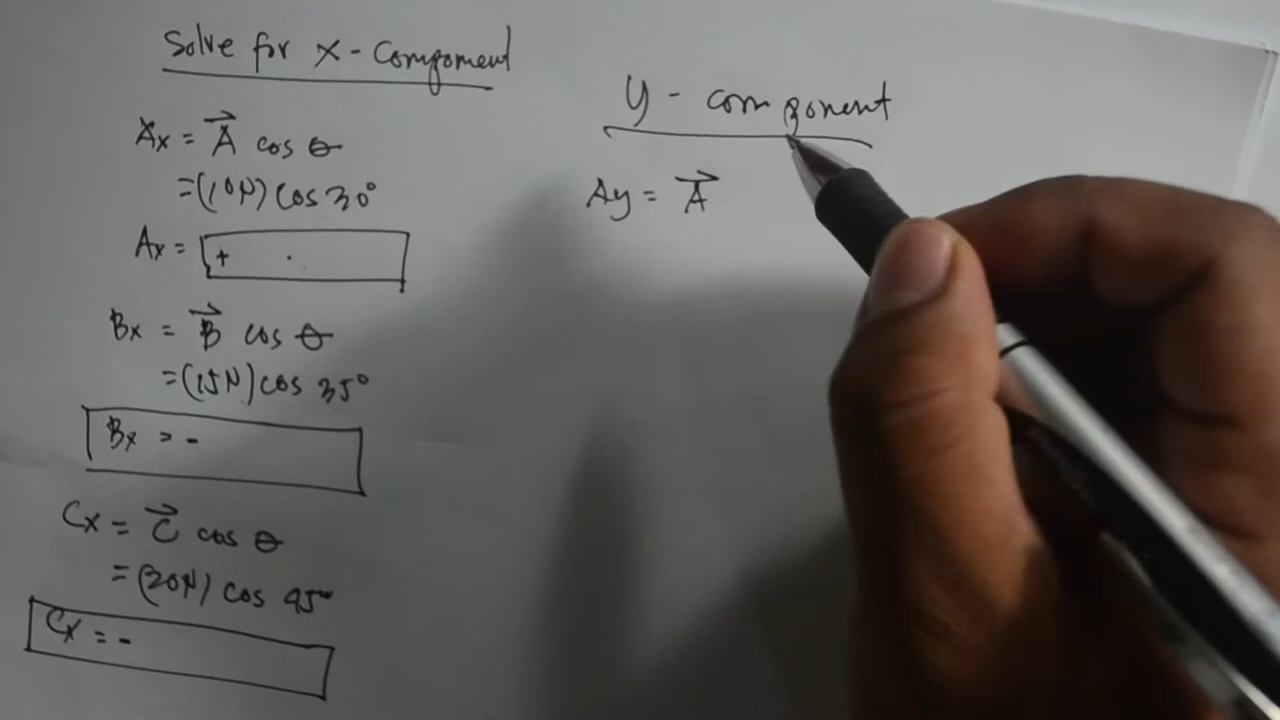 Solve for x-Component
Ax = A⃗ cos θ
=(10N) cos 30°
Ax = + .
Bx = B⃗ cos θ
=(15N) cos 35°
Bx = -
Cx = C⃗ cos θ
=(20N) cos 45°
Cx = -
y - component
Ay = A⃗